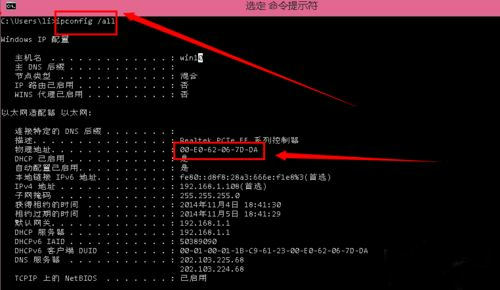 选定 命令提示符
C:\Users\li>ipconfig /all
Windows IP 配置
主机名 . . . . . . . . . . . . . : win10
主 DNS 后缀 . . . . . . . . . . . :
节点类型 . . . . . . . . . . . . : 混合
IP 路由已启用 . . . . . . . . . . : 否
WINS 代理已启用 . . . . . . . . . : 否
以太网适配器 以太网:
连接特定的 DNS 后缀 . . . . . . . :
描述. . . . . . . . . . . . . . . : Realtek PCIe FE 系列控制器
物理地址. . . . . . . . . . . . . : 00-E0-62-06-7D-DA
DHCP 已启用 . . . . . . . . . . . : 是
自动配置已启用. . . . . . . . . . : 是
本地链接 IPv6 地址. . . . . . . . : fe80::d8f8:28a3:666e:f1e8%3(首选)
IPv4 地址 . . . . . . . . . . . . : 192.168.1.108(首选)
子网掩码 . . . . . . . . . . . . : 255.255.255.0
获得租约的时间 . . . . . . . . . : 2014年11月4日 18:41:30
租约过期的时间 . . . . . . . . . : 2014年11月5日 18:41:29
默认网关. . . . . . . . . . . . . : 192.168.1.1
DHCP 服务器 . . . . . . . . . . . : 192.168.1.1
DHCPv6 IAID . . . . . . . . . . . : 50389090
DHCPv6 客户端 DUID . . . . . . . : 00-01-00-01-1B-C9-61-23-00-E0-62-06-7D-DA
DNS 服务器 . . . . . . . . . . . : 202.103.225.68
202.103.224.68
TCPIP 上的 NetBIOS . . . . . . . : 已启用